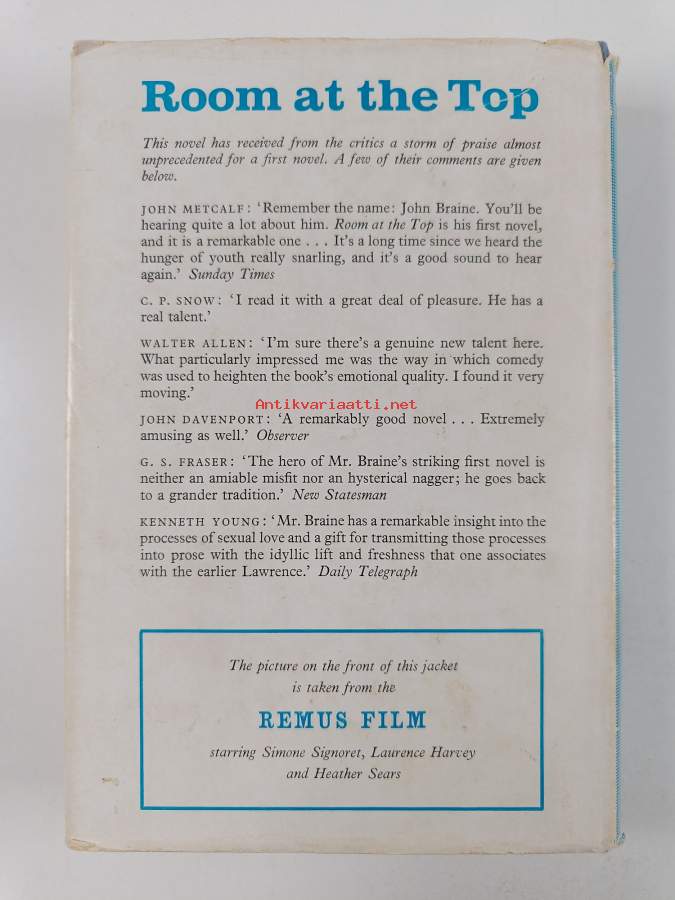 Room at the Top
This novel has received from the critics a storm of praise almost
unprecedented for a first novel. A few of their comments are given
below.
JOHN METCALF: ‘Remember the name: John Braine. You'll be
hearing quite a lot about him. Room at the Top is his first novel,
and it is a remarkable one . . . It's a long time since we heard the
hunger of youth really snarling, and it's a good sound to hear
again.’ Sunday Times
C. P. SNOW: ‘I read it with a great deal of pleasure. He has a
real talent.’
WALTER ALLEN: ‘I'm sure there's a genuine new talent here.
What particularly impressed me was the way in which comedy
was used to heighten the book's emotional quality. I found it very
moving.’
Antikvariaatti.net
JOHN DAVENPORT: ‘A remarkably good novel . . . Extremely
amusing as well.’ Observer
G. S. FRASER: ‘The hero of Mr. Braine's striking first novel is
neither an amiable misfit nor an hysterical nagger; he goes back
to a grander tradition.’ New Statesman
KENNETH YOUNG: ‘Mr. Braine has a remarkable insight into the
processes of sexual love and a gift for transmitting those processes
into prose with the idyllic lift and freshness that one associates
with the earlier Lawrence.’ Daily Telegraph
The picture on the front of this jacket
is taken from the
REMUS FILM
starring Simone Signoret, Laurence Harvey
and Heather Sears